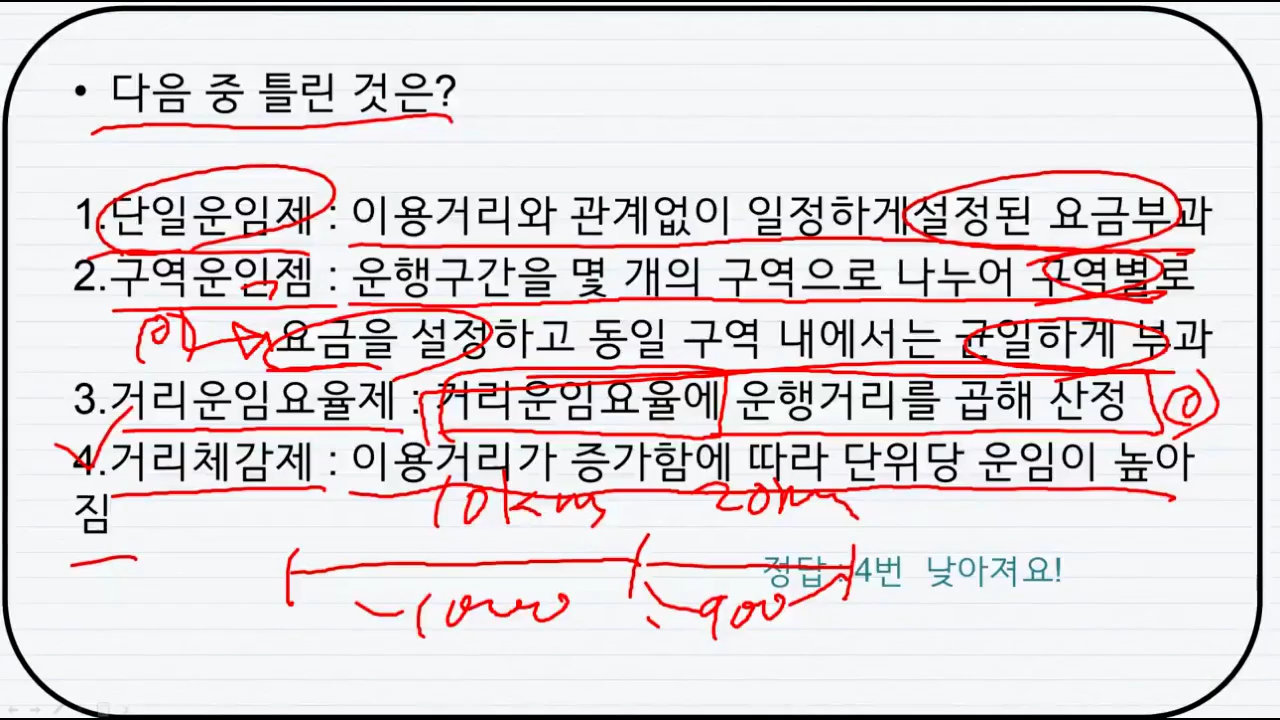 • 다음 중 틀린 것은?
1.단일운임제 : 이용거리와 관계없이 일정하게설정된 요금부과
2.구역운임젬 : 운행구간을 몇 개의 구역으로 나누어 구역별로
요금을 설정하고 동일 구역 내에서는 균일하게 부과
3.거리운임요율제 : 거리운임요율에 운행거리를 곱해 산정
4.거리체감제 : 이용거리가 증가함에 따라 단위당 운임이 높아
짐
10km 20km
정답 : 4번 낮아져요!
1000 900